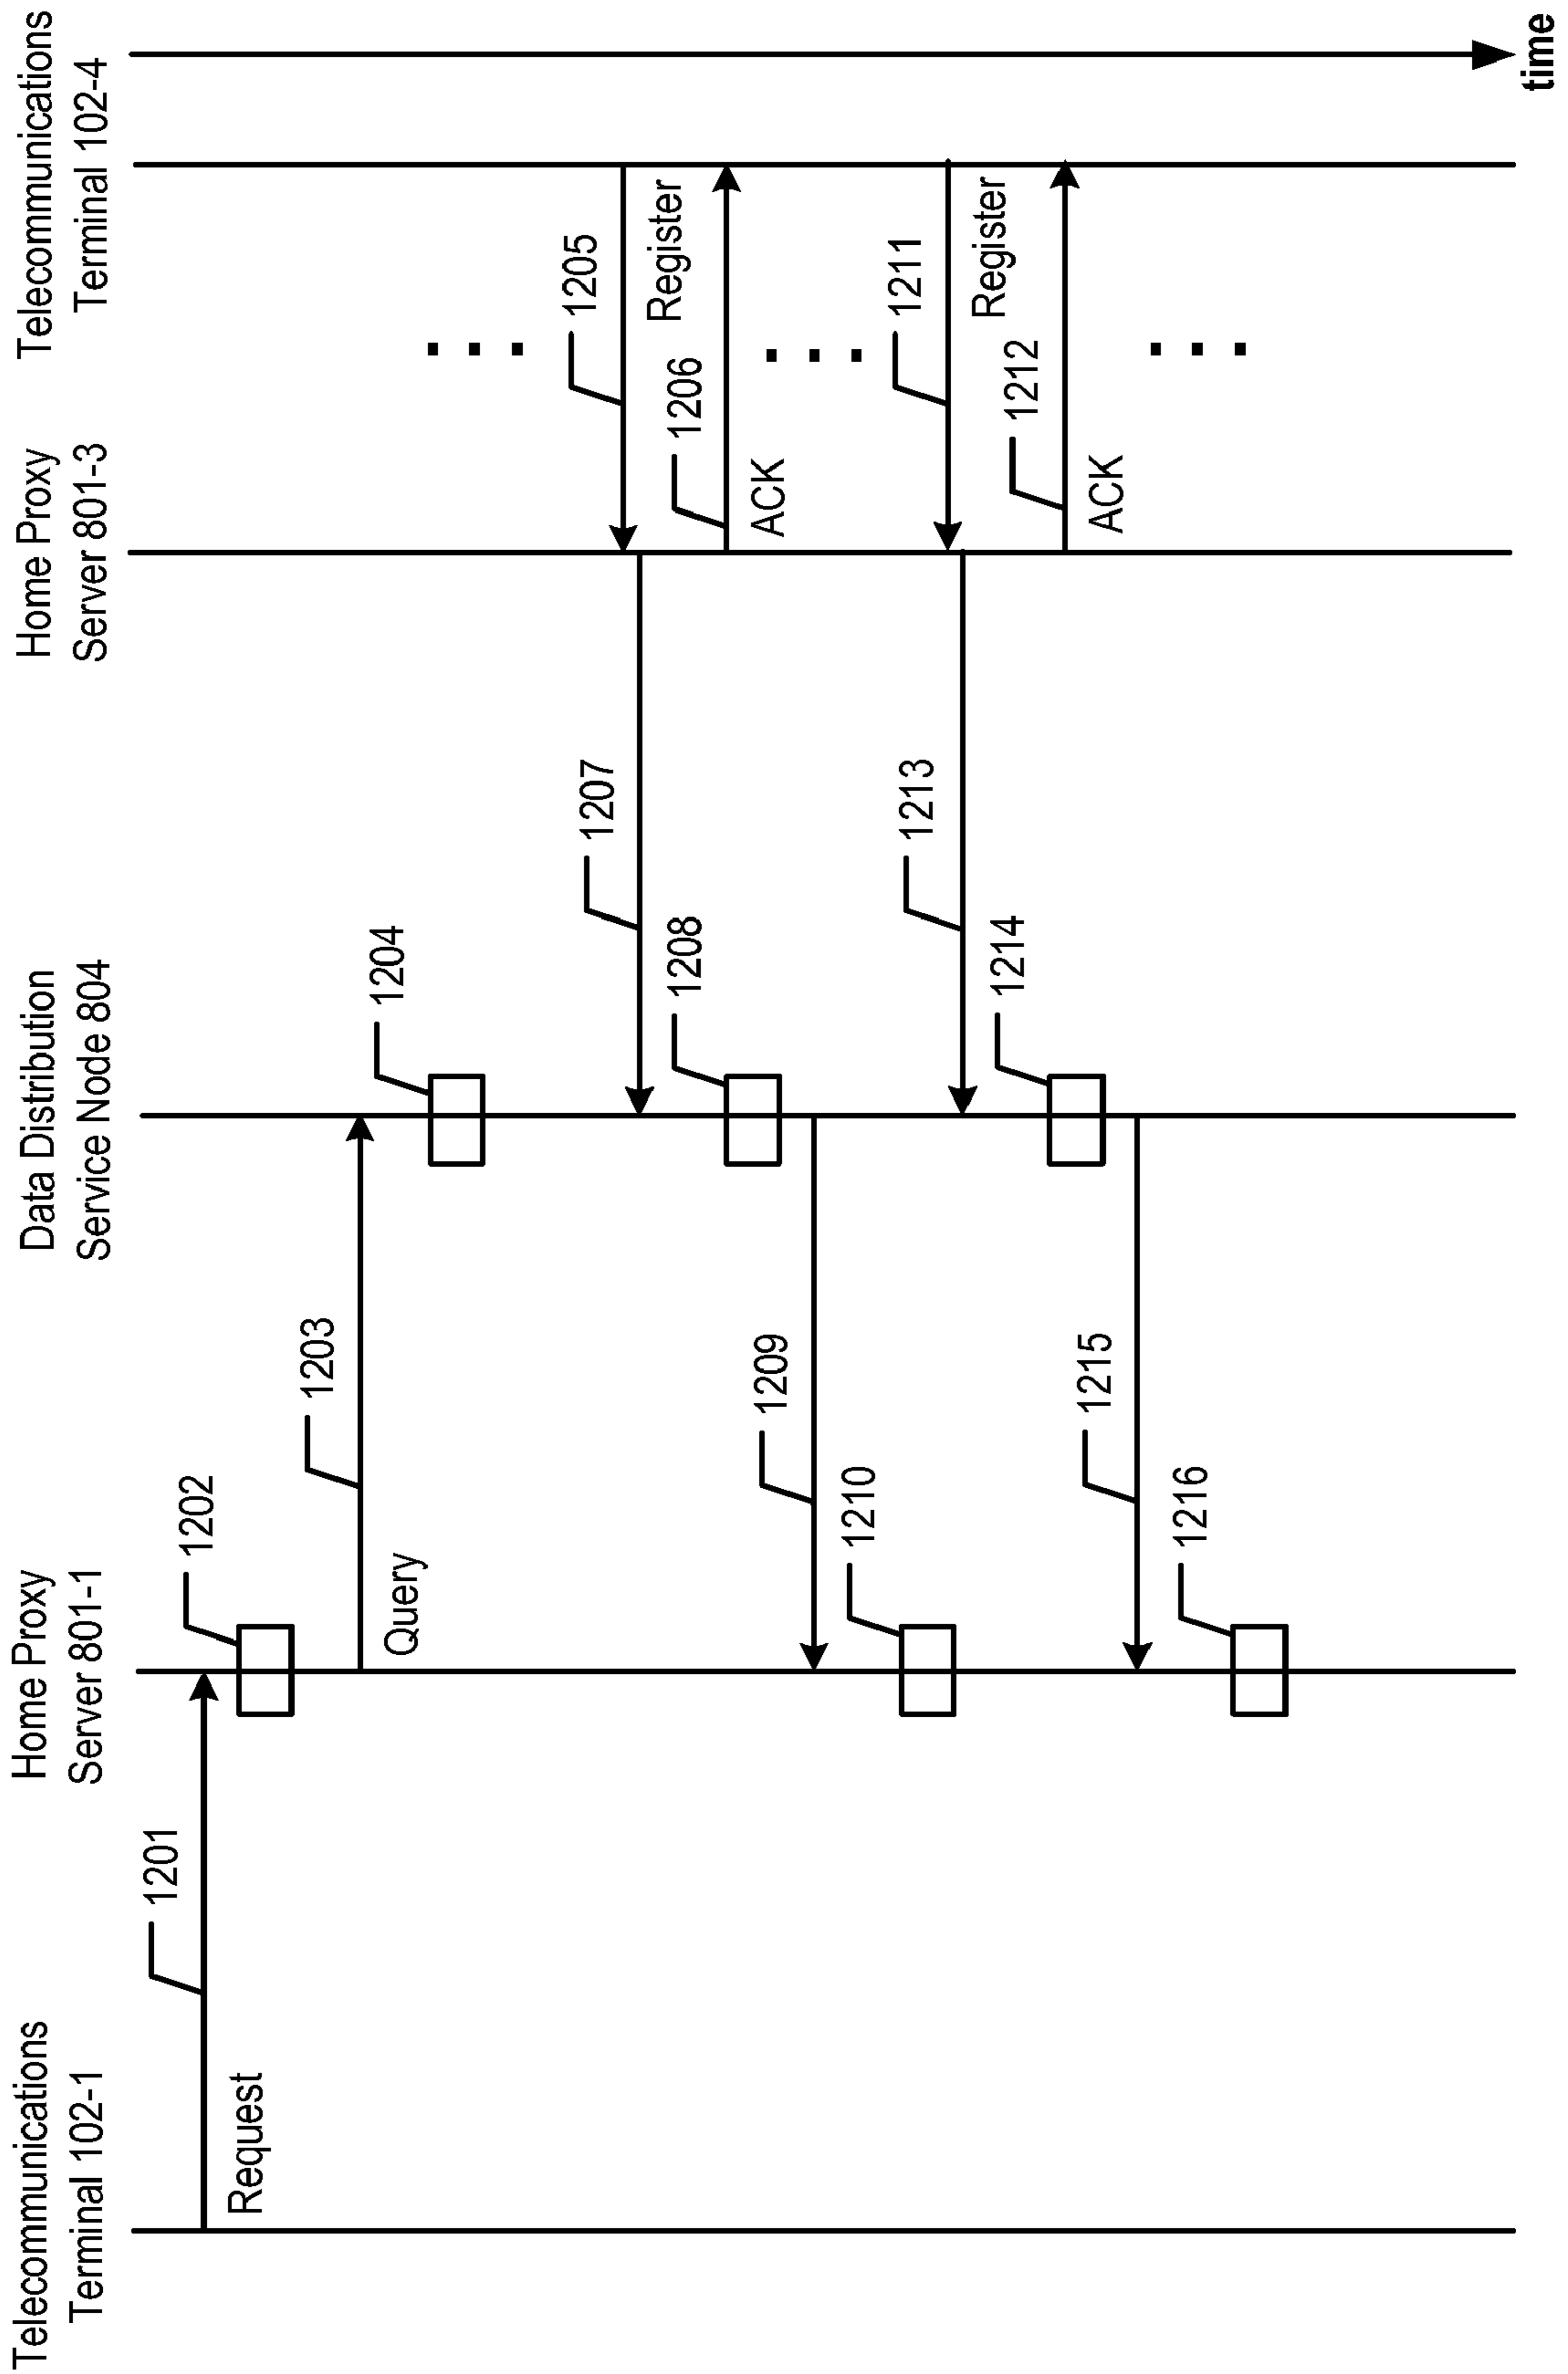 Telecommunications
Terminal 102-1
Home Proxy
Server 801-1
Data Distribution
Service Node 804
Home Proxy
Server 801-3
Telecommunications
Terminal 102-4
1201
Request
1202
1203
Query
1204
1205
Register
1206
ACK
1207
1208
1209
1210
1211
Register
1212
ACK
1213
1214
1215
1216
time